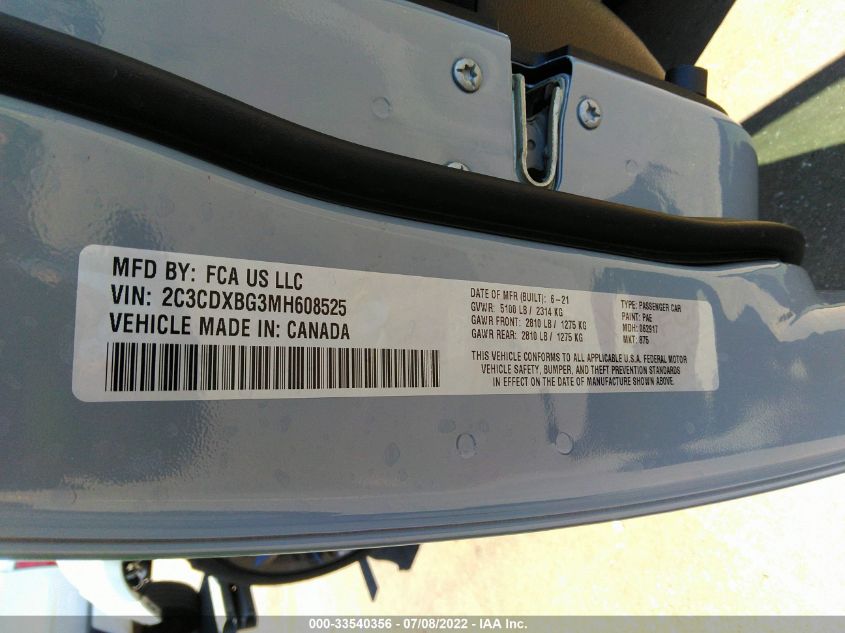 MFD BY: FCA US LLC
VIN: 2C3CDXBG3MH608525
VEHICLE MADE IN: CANADA
DATE OF MFR (BUILT): 6-21
GVWR: 5100 LB / 2314 KG
GAWR FRONT: 2810 LB / 1275 KG
GAWR REAR: 2810 LB / 1275 KG
TYPE: PASSENGER CAR
PAINT: PAE
MDH: 062917
MKT: 875
THIS VEHICLE CONFORMS TO ALL APPLICABLE U.S.A. FEDERAL MOTOR
VEHICLE SAFETY, BUMPER, AND THEFT PREVENTION STANDARDS
IN EFFECT ON THE DATE OF MANUFACTURE SHOWN ABOVE.
000-33540356 - 07/08/2022 - IAA Inc.